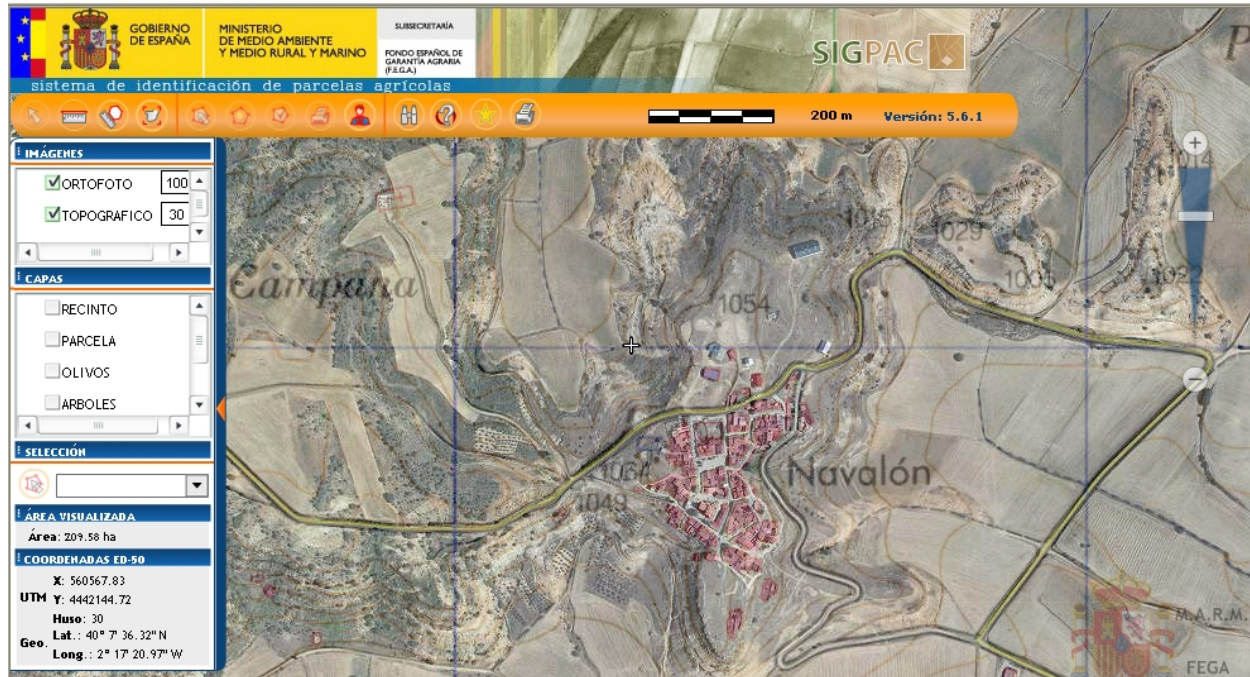 GOBIERNO
DE ESPAÑA
MINISTERIO
DE MEDIO AMBIENTE
Y MEDIO RURAL Y MARINO
SUBSECRETARÍA
FONDO ESPAÑOL DE
GARANTÍA AGRARIA
(F.E.G.A.)
SIGPAC
sistema de identificación de parcelas agrícolas
200 m
Versión: 5.6.1
IMÁGENES
ORTOFOTO 100
TOPOGRAFICO 30
CAPAS
RECINTO
PARCELA
OLIVOS
ARBOLES
SELECCIÓN
ÁREA VISUALIZADA
Área: 209.58 ha
COORDENADAS ED-50
X: 560567.83
UTM Y: 4442144.72
Huso: 30
Geo. Lat.: 40° 7' 36.32" N
Long.: 2° 17' 20.97" W
Campana
1054
1029
1022
1064
1049
Navalón
M.A.R.M.
FEGA